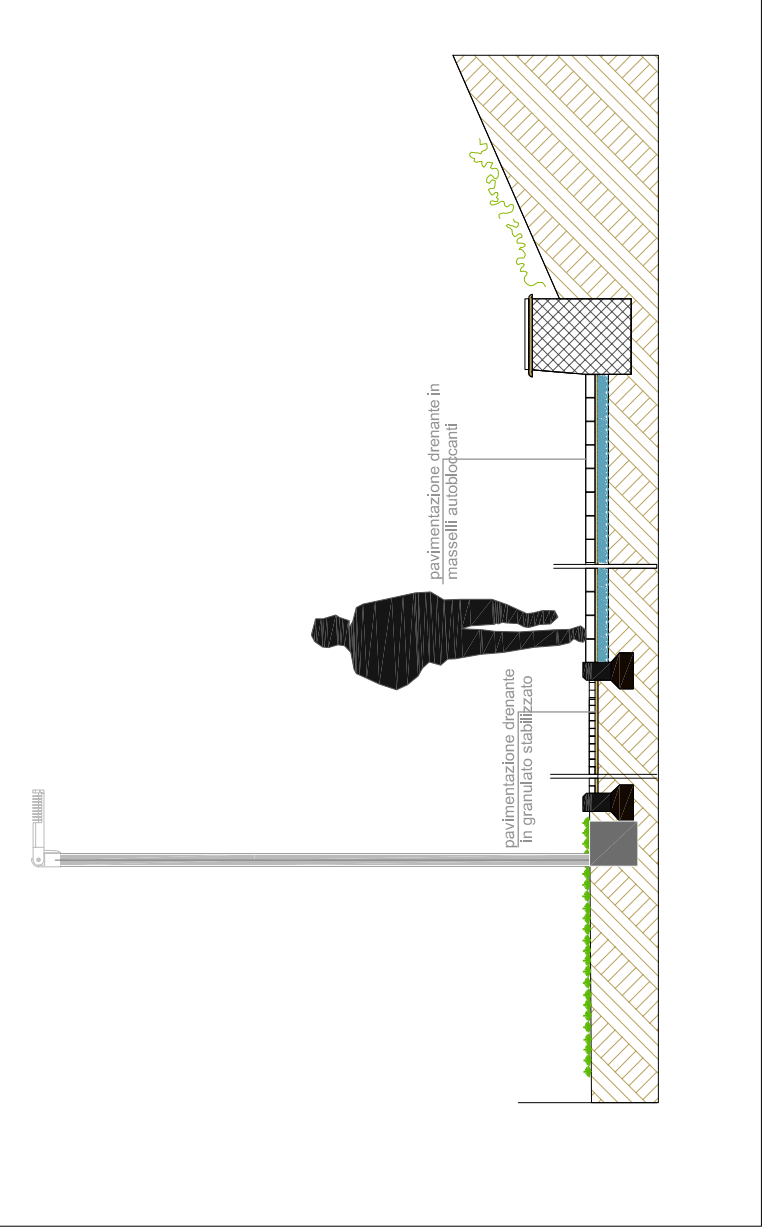 pavimentazione drenante
in granulato stabilizzato
pavimentazione drenante in
masselli autobloccanti